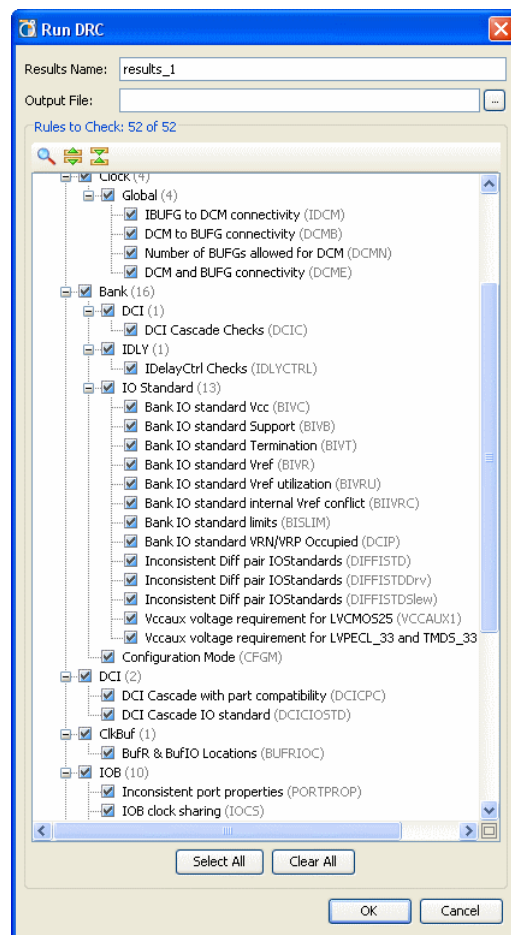 Run DRC
Results Name: results_1
Output File:
...
Rules to Check: 52 of 52
Clock (4)
Global (4)
IBUFG to DCM connectivity (IDCM)
DCM to BUFG connectivity (DCMB)
Number of BUFGs allowed for DCM (DCMN)
DCM and BUFG connectivity (DCME)
Bank (16)
DCI (1)
DCI Cascade Checks (DCIC)
IDLY (1)
IDelayCtrl Checks (IDLYCTRL)
IO Standard (13)
Bank IO standard Vcc (BIVC)
Bank IO standard Support (BIVB)
Bank IO standard Termination (BIVT)
Bank IO standard Vref (BIVR)
Bank IO standard Vref utilization (BIVRU)
Bank IO standard internal Vref conflict (BIIVRC)
Bank IO standard limits (BISLIM)
Bank IO standard VRN/VRP Occupied (DCIP)
Inconsistent Diff pair IOStandards (DIFFISTD)
Inconsistent Diff pair IOStandards (DIFFISTDDrv)
Inconsistent Diff pair IOStandards (DIFFISTDSlew)
Vccaux voltage requirement for LVCMOS25 (VCCAUX1)
Vccaux voltage requirement for LVPECL_33 and TMDS_33
Configuration Mode (CFGM)
DCI (2)
DCI Cascade with part compatibility (DCICPC)
DCI Cascade IO standard (DCICIOSTD)
ClkBuf (1)
BufR & BufIO Locations (BUFRIOC)
IOB (10)
Inconsistent port properties (PORTPROP)
IOB clock sharing (IOCS)
Select All Clear All
OK Cancel